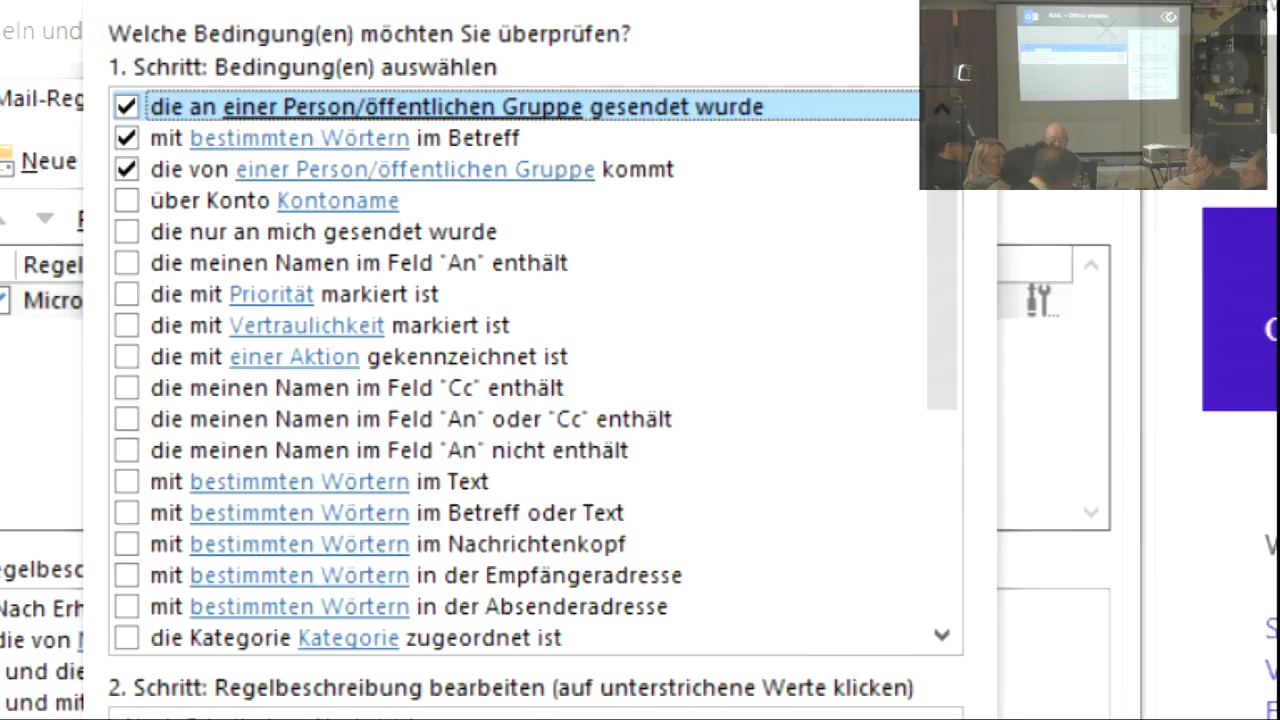 eln und
Welche Bedingung(en) möchten Sie überprüfen?
1. Schritt: Bedingung(en) auswählen
Mail-Reg
die an einer Person/öffentlichen Gruppe gesendet wurde
mit bestimmten Wörtern im Betreff
Neue
die von einer Person/öffentlichen Gruppe kommt
über Konto Kontoname
die nur an mich gesendet wurde
Regel
die meinen Namen im Feld "An" enthält
Micro
die mit Priorität markiert ist
die mit Vertraulichkeit markiert ist
die mit einer Aktion gekennzeichnet ist
die meinen Namen im Feld "Cc" enthält
die meinen Namen im Feld "An" oder "Cc" enthält
die meinen Namen im Feld "An" nicht enthält
mit bestimmten Wörtern im Text
mit bestimmten Wörtern im Betreff oder Text
mit bestimmten Wörtern im Nachrichtenkopf
egelbesc
mit bestimmten Wörtern in der Empfängeradresse
Nach Erh
mit bestimmten Wörtern in der Absenderadresse
die von
die Kategorie Kategorie zugeordnet ist
und die
2. Schritt: Regelbeschreibung bearbeiten (auf unterstrichene Werte klicken)
und mit